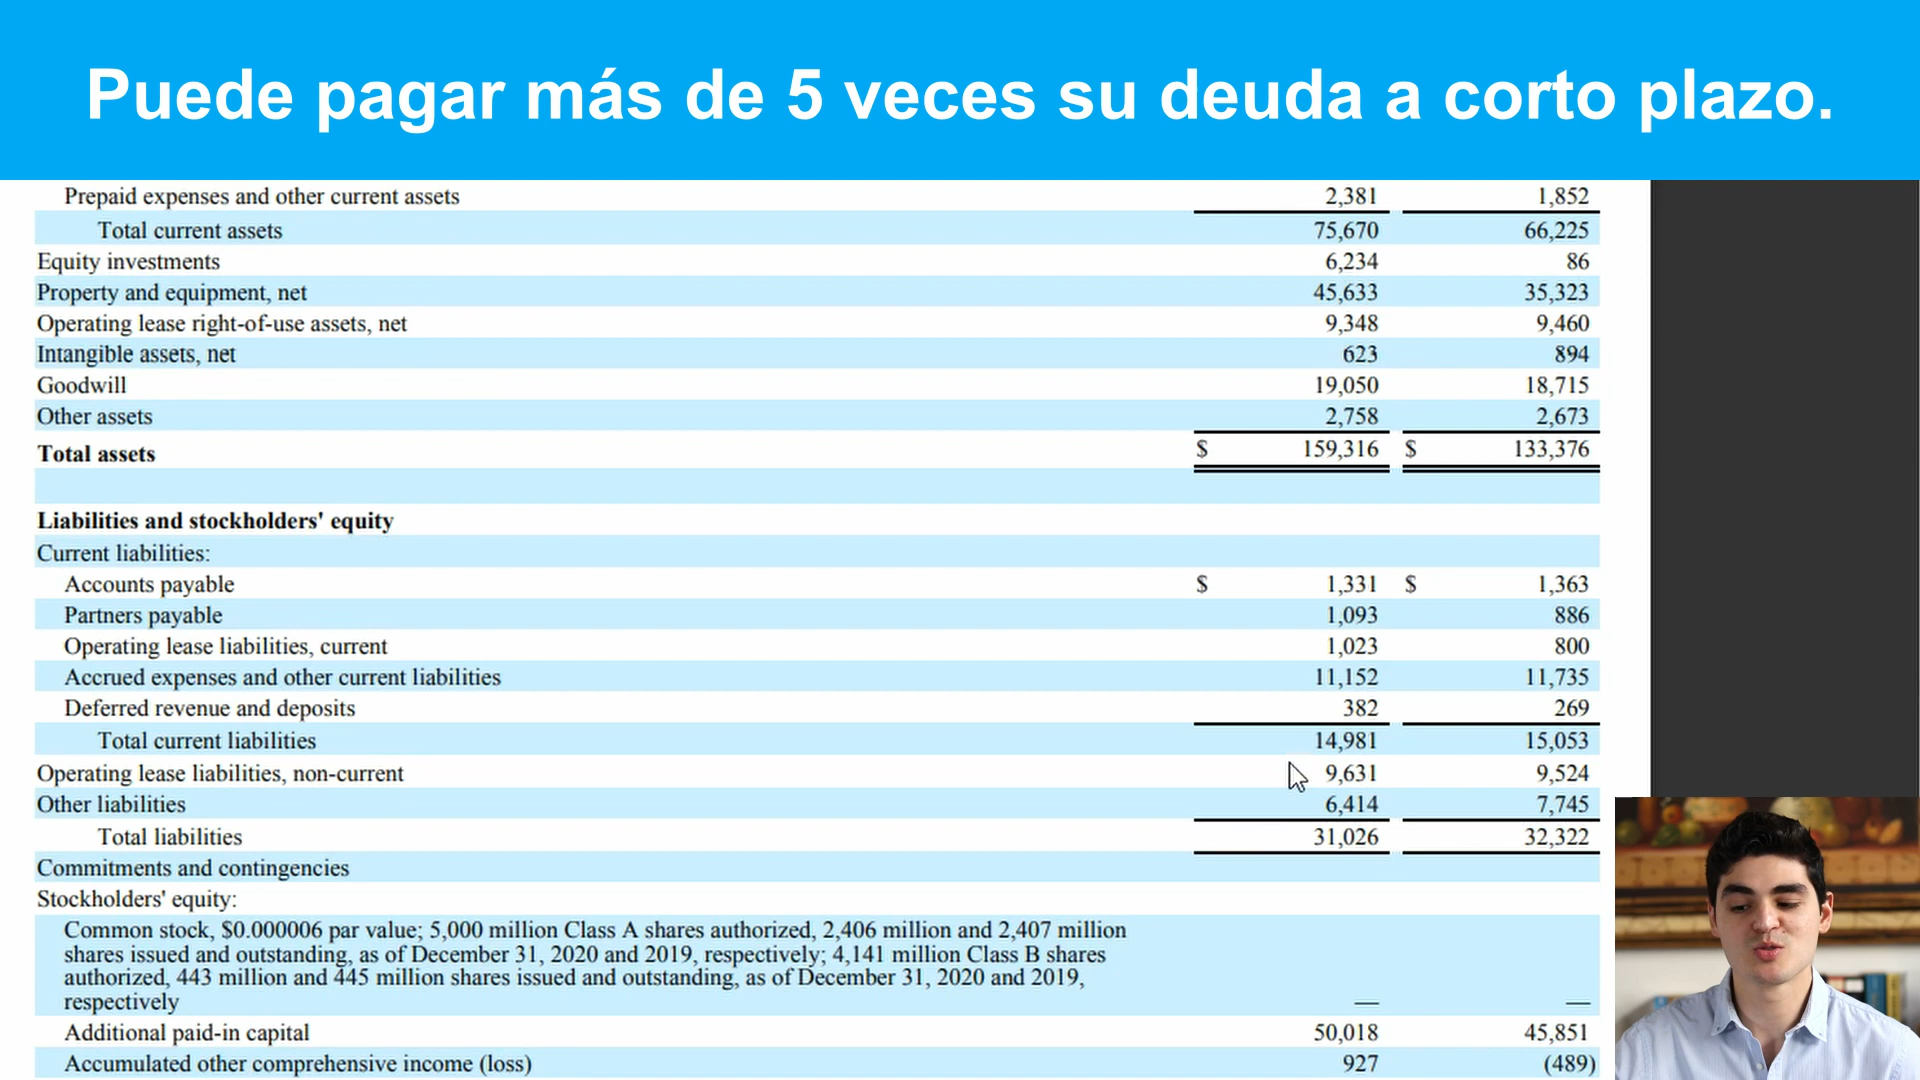 Puede pagar más de 5 veces su deuda a corto plazo.
Prepaid expenses and other current assets 2,381 1,852
Total current assets 75,670 66,225
Equity investments 6,234 86
Property and equipment, net 45,633 35,323
Operating lease right-of-use assets, net 9,348 9,460
Intangible assets, net 623 894
Goodwill 19,050 18,715
Other assets 2,758 2,673
Total assets $ 159,316 $ 133,376
Liabilities and stockholders' equity
Current liabilities:
Accounts payable $ 1,331 $ 1,363
Partners payable 1,093 886
Operating lease liabilities, current 1,023 800
Accrued expenses and other current liabilities 11,152 11,735
Deferred revenue and deposits 382 269
Total current liabilities 14,981 15,053
Operating lease liabilities, non-current 9,631 9,524
Other liabilities 6,414 7,745
Total liabilities 31,026 32,322
Commitments and contingencies
Stockholders' equity:
Common stock, $0.000006 par value; 5,000 million Class A shares authorized, 2,406 million and 2,407 million
shares issued and outstanding, as of December 31, 2020 and 2019, respectively; 4,141 million Class B shares
authorized, 443 million and 445 million shares issued and outstanding, as of December 31, 2020 and 2019,
respectively — —
Additional paid-in capital 50,018 45,851
Accumulated other comprehensive income (loss) 927 (489)